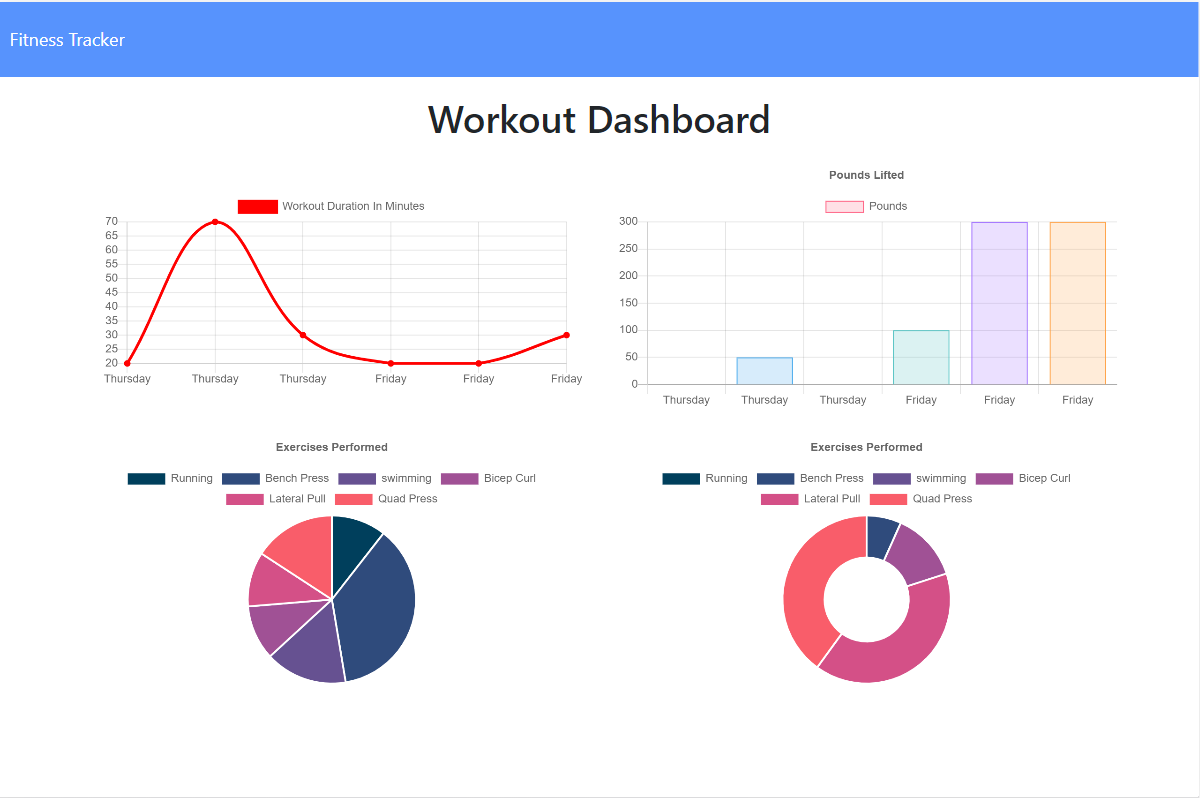 Fitness Tracker
Workout Dashboard
Workout Duration In Minutes
70
65
60
55
50
45
40
35
30
25
20
Thursday Thursday Thursday Friday Friday Friday
Pounds Lifted
Pounds
300
250
200
150
100
50
0
Thursday Thursday Thursday Friday Friday Friday
Exercises Performed
Running Bench Press swimming Bicep Curl
Lateral Pull Quad Press
Exercises Performed
Running Bench Press swimming Bicep Curl
Lateral Pull Quad Press